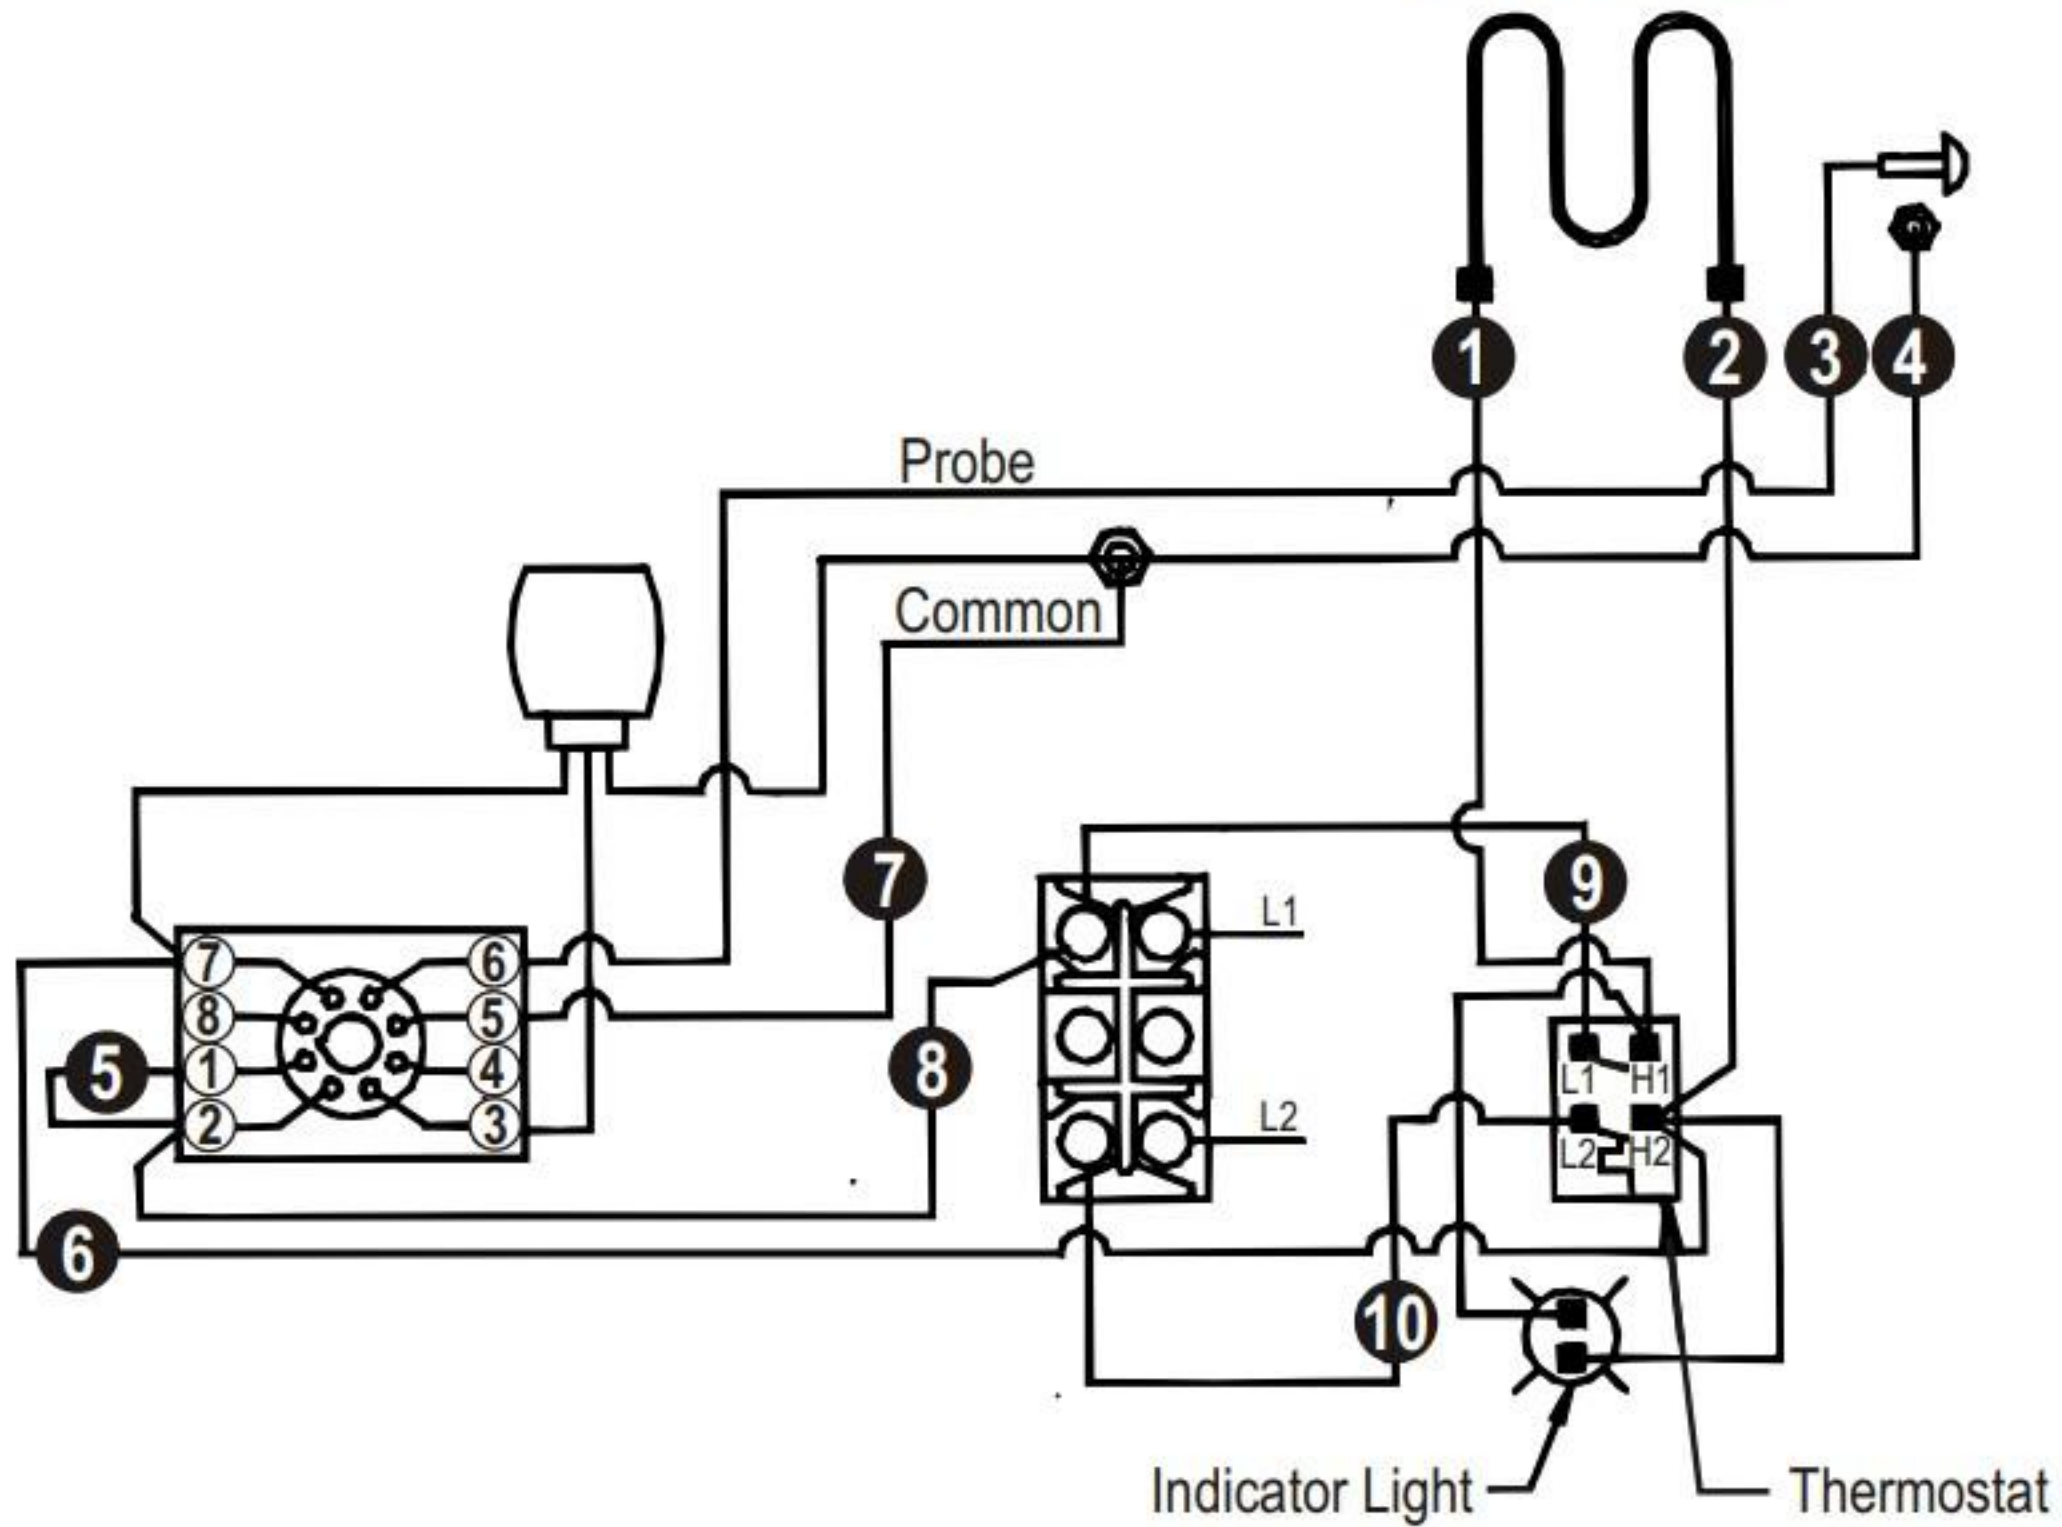 1 2 3 4
Probe
Common
7
9
L1
7 6
8 5
5 1 4
8
2 3
L1 H1
L2
L2 H2
6
10
Indicator Light
Thermostat